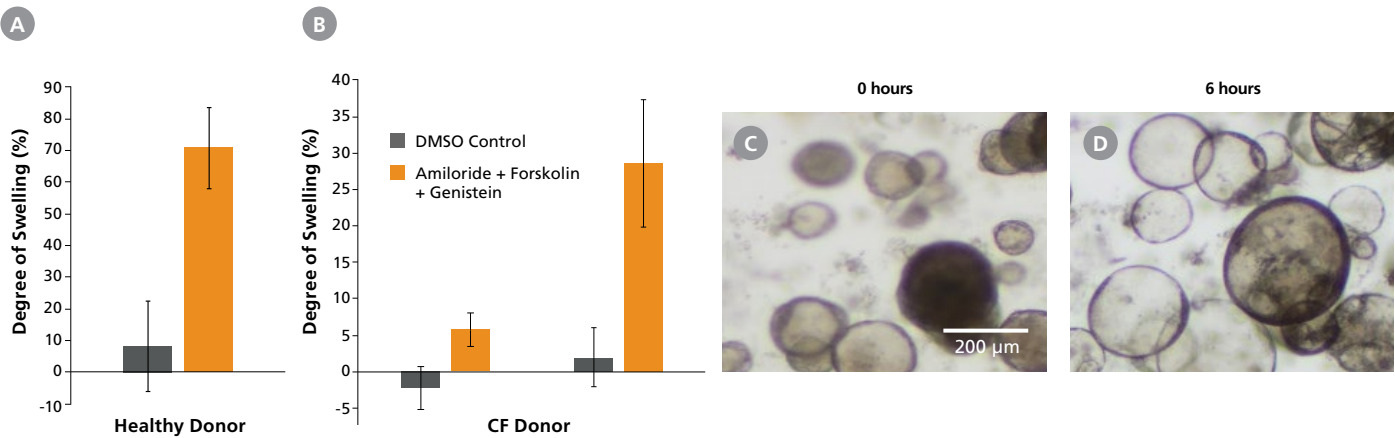 A
Degree of Swelling (%)
90
80
70
60
50
40
30
20
10
0
-10
Healthy Donor
B
Degree of Swelling (%)
40
35
30
25
20
15
10
5
0
-5
DMSO Control
Amiloride + Forskolin
+ Genistein
CF Donor
0 hours
C
200 µm
6 hours
D